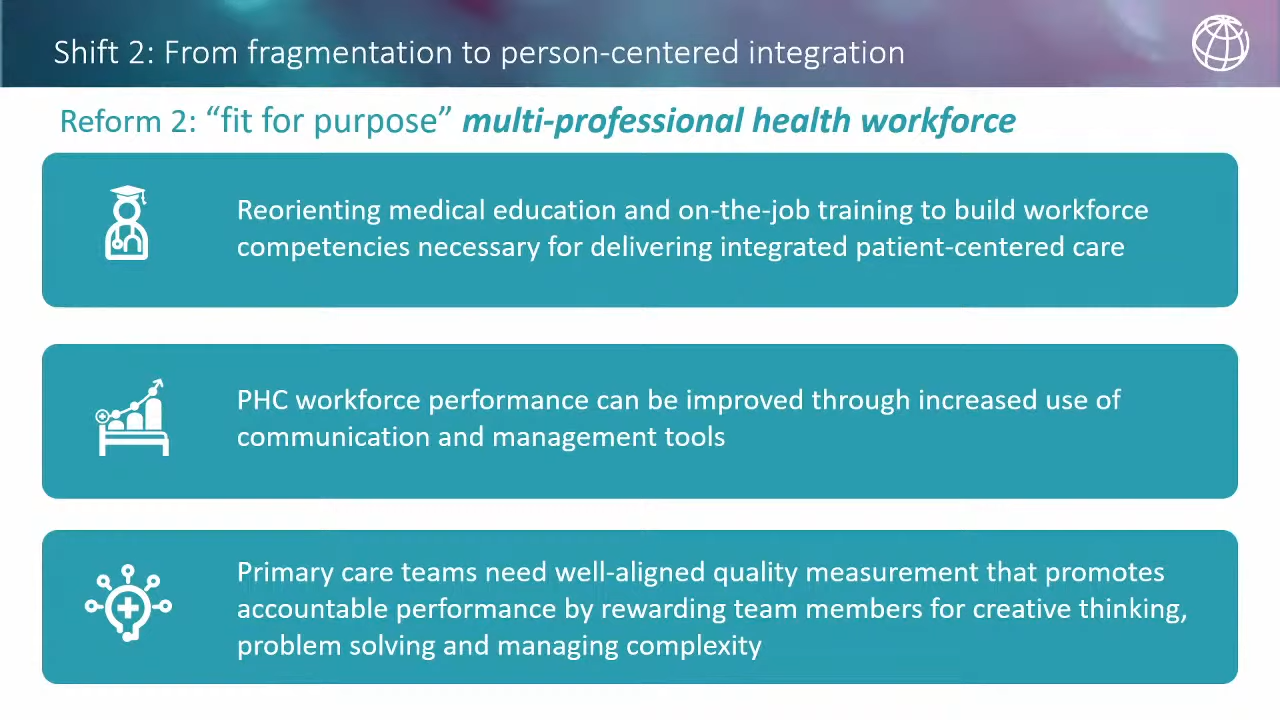 Shift 2: From fragmentation to person-centered integration
Reform 2: “fit for purpose” multi-professional health workforce
Reorienting medical education and on-the-job training to build workforce
competencies necessary for delivering integrated patient-centered care
PHC workforce performance can be improved through increased use of
communication and management tools
Primary care teams need well-aligned quality measurement that promotes
accountable performance by rewarding team members for creative thinking,
problem solving and managing complexity